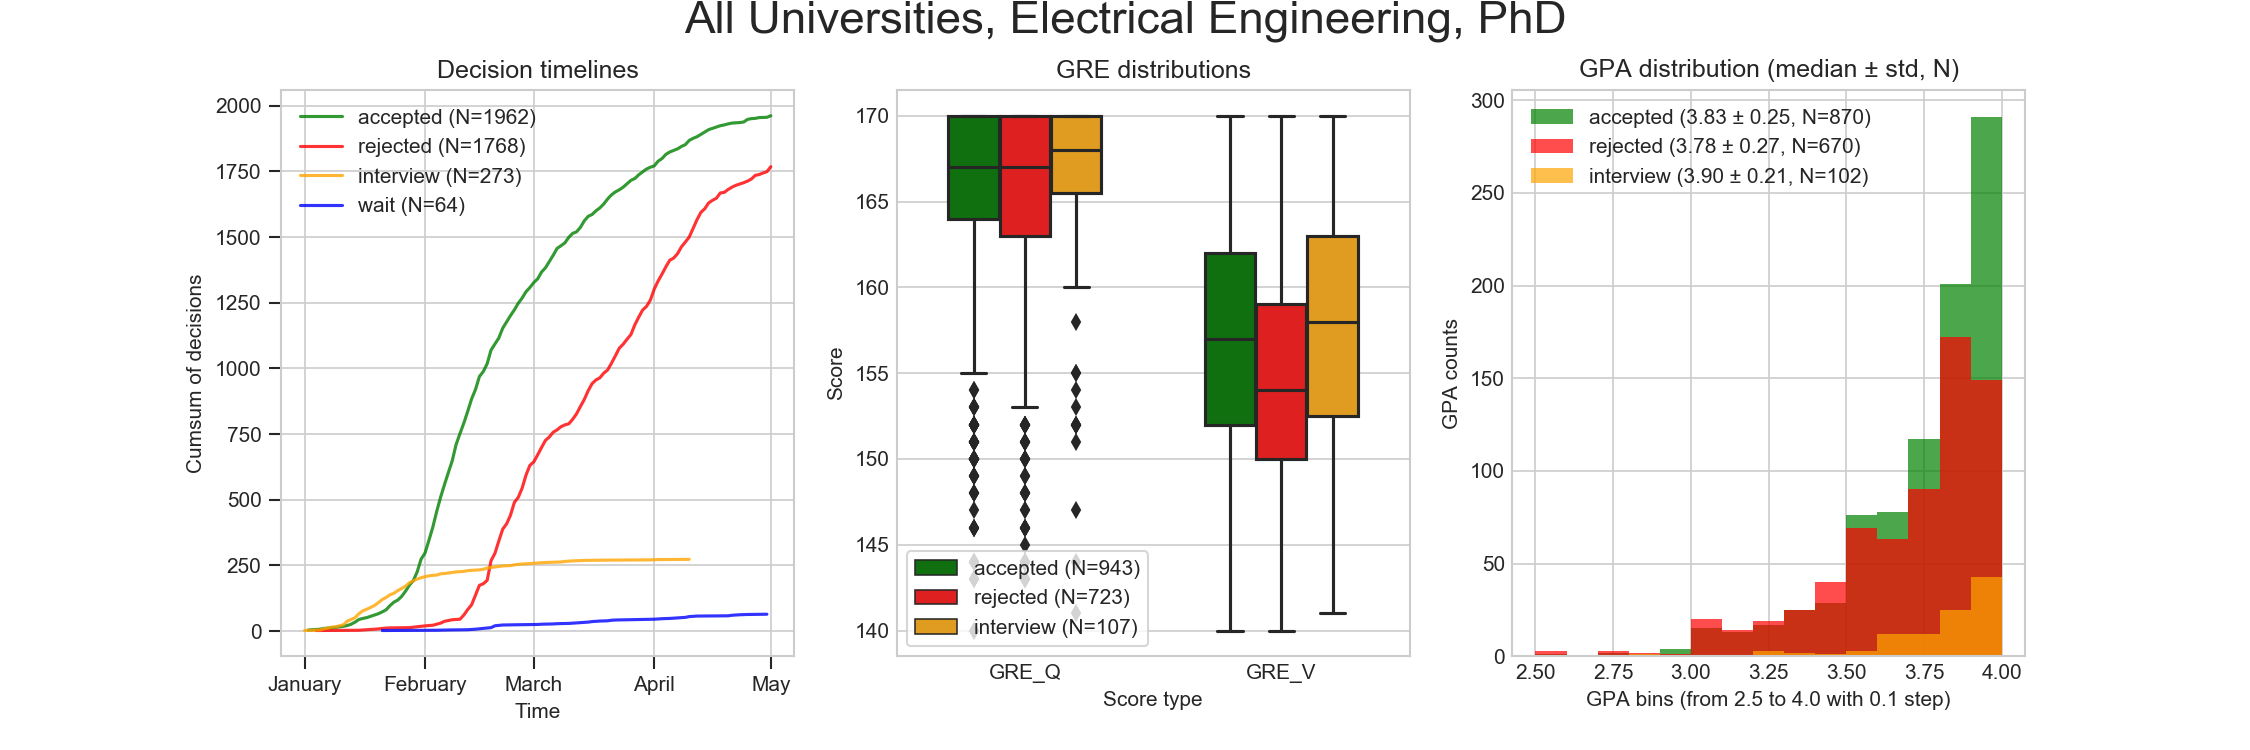 All Universities, Electrical Engineering, PhD
Decision timelines
2000
1750
1500
1250
1000
750
500
250
0
Cumsum of decisions
accepted (N=1962)
rejected (N=1768)
interview (N=273)
wait (N=64)
January February March April May
Time
GRE distributions
170
165
160
155
150
145
140
Score
accepted (N=943)
rejected (N=723)
interview (N=107)
GRE_Q GRE_V
Score type
GPA distribution (median ± std, N)
300
250
200
150
100
50
0
GPA counts
accepted (3.83 ± 0.25, N=870)
rejected (3.78 ± 0.27, N=670)
interview (3.90 ± 0.21, N=102)
2.50 2.75 3.00 3.25 3.50 3.75 4.00
GPA bins (from 2.5 to 4.0 with 0.1 step)